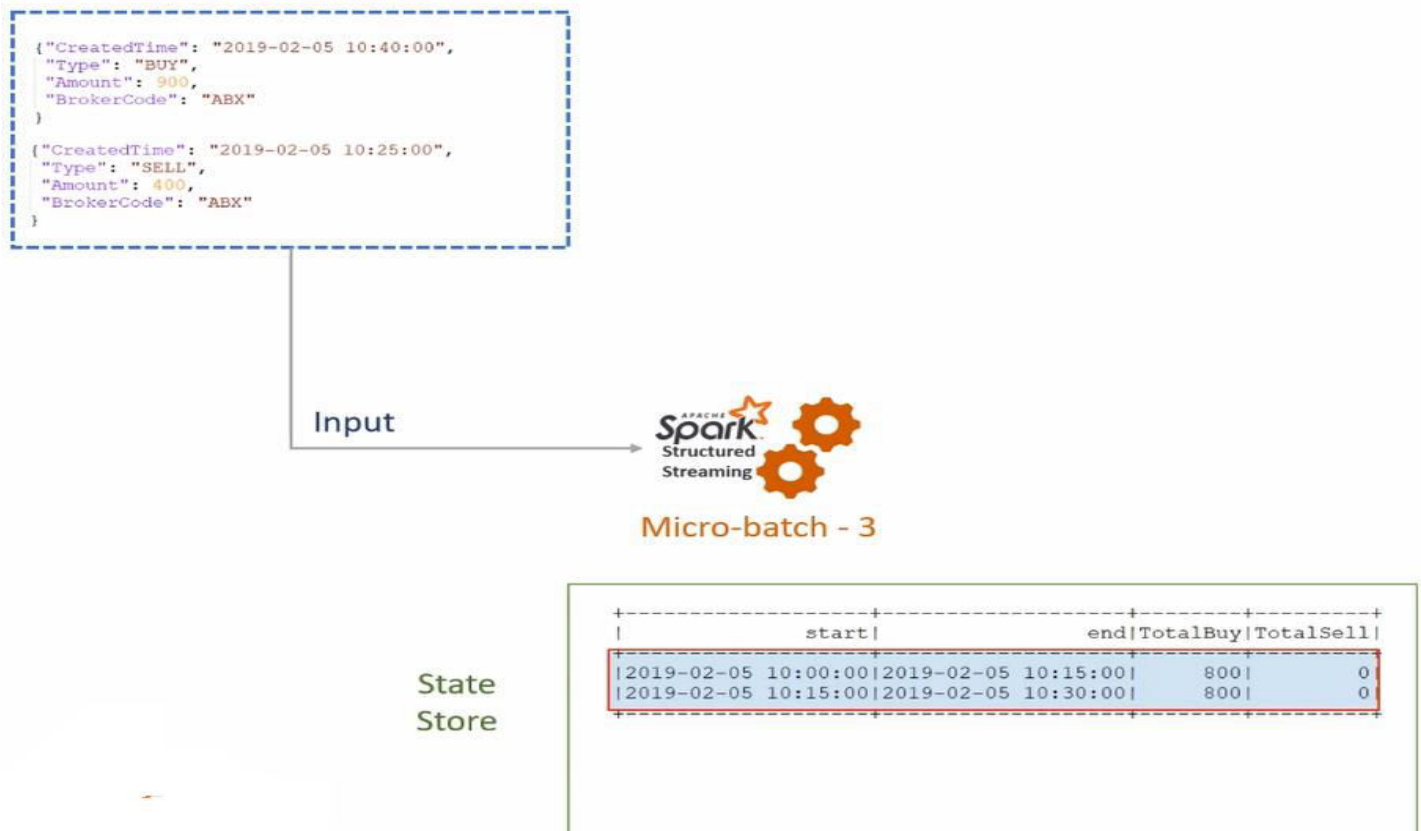 {"CreatedTime": "2019-02-05 10:40:00",
"Type": "BUY",
"Amount": 900,
"BrokerCode": "ABX"
}
{"CreatedTime": "2019-02-05 10:25:00",
"Type": "SELL",
"Amount": 400,
"BrokerCode": "ABX"
}
Input
APACHE
Spark
Structured
Streaming
Micro-batch - 3
State
Store
+-------------------+-------------------+--------+---------+
| start| end|TotalBuy|TotalSell|
+-------------------+-------------------+--------+---------+
|2019-02-05 10:00:00|2019-02-05 10:15:00| 800| 0|
|2019-02-05 10:15:00|2019-02-05 10:30:00| 800| 0|
+-------------------+-------------------+--------+---------+